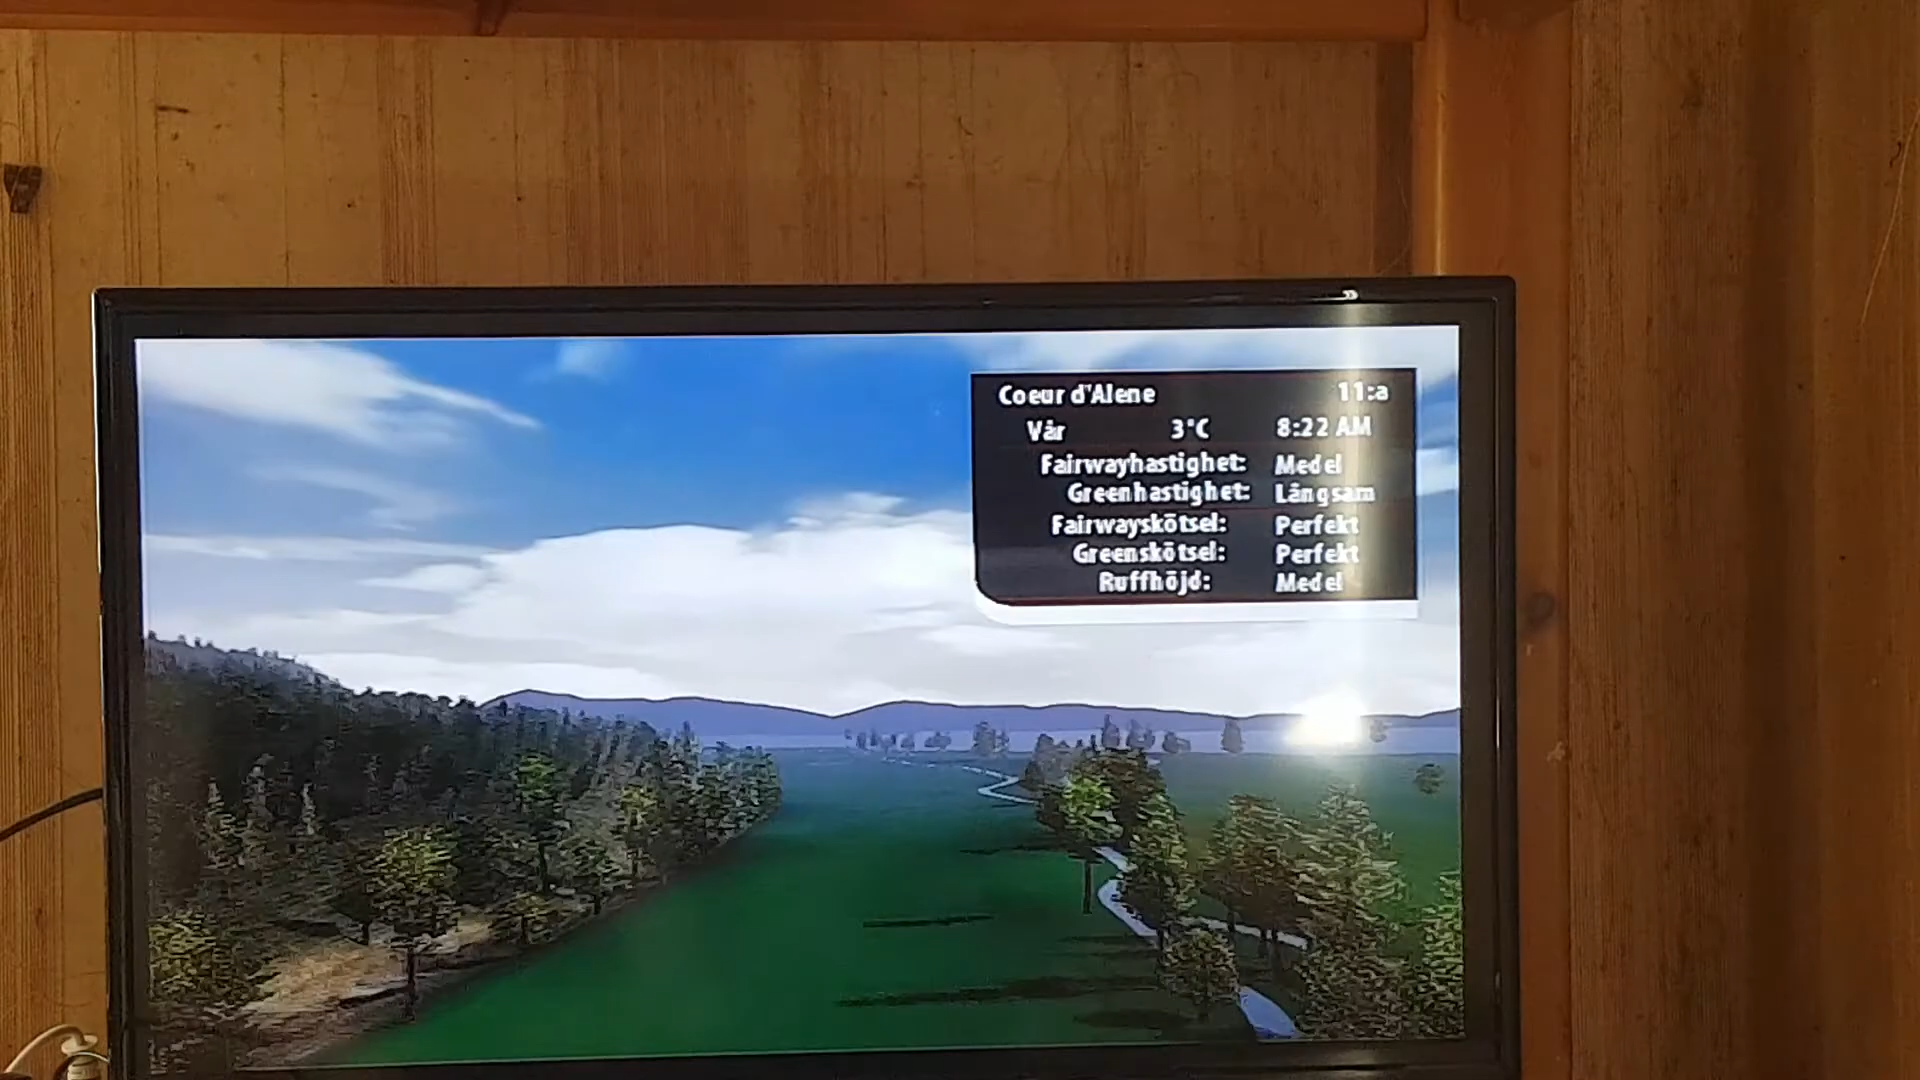 Coeur d'Alene 11:a
Vår 3°C 8:22 AM
Fairwayhastighet: Medel
Greenhastighet: Långsam
Fairwayskötsel: Perfekt
Greenskötsel: Perfekt
Ruffhöjd: Medel